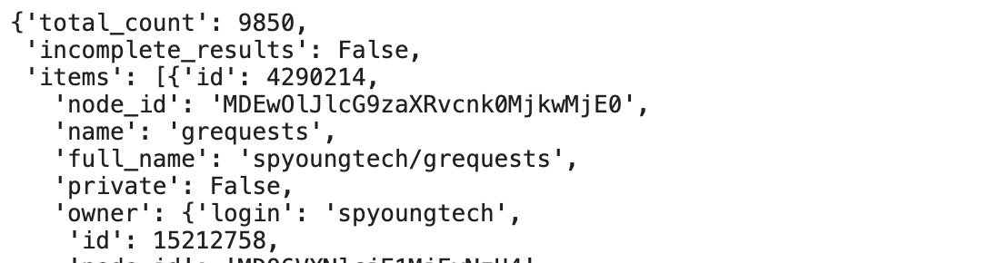 {'total_count': 9850,
'incomplete_results': False,
'items': [{'id': 4290214,
'node_id': 'MDEwOlJlcG9zaXRvcnk0MjkwMjE0',
'name': 'grequests',
'full_name': 'spyoungtech/grequests',
'private': False,
'owner': {'login': 'spyoungtech',
'id': 15212758,